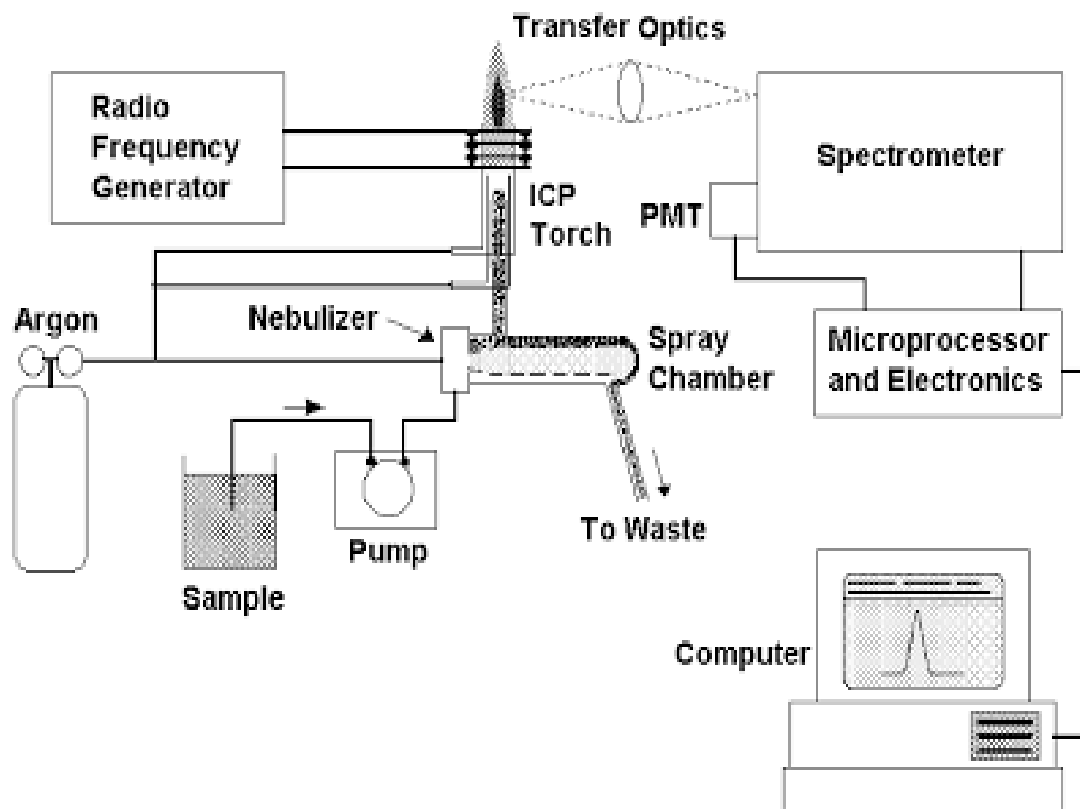 Transfer Optics
Radio
Frequency
Generator
Spectrometer
ICP
Torch
PMT
Argon
Nebulizer
Spray
Chamber
Microprocessor
and Electronics
Pump
To Waste
Sample
Computer